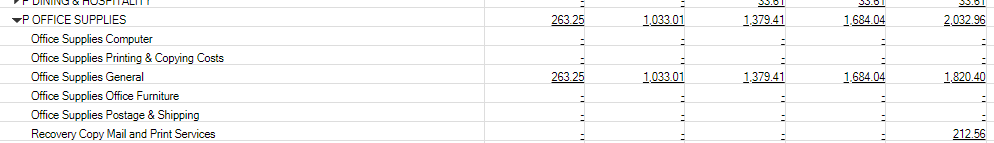 P DINING & HOSPITALITY - - 33.61 33.61 33.61
P OFFICE SUPPLIES 263.25 1,033.01 1,379.41 1,684.04 2,032.96
Office Supplies Computer - - - - -
Office Supplies Printing & Copying Costs - - - - -
Office Supplies General 263.25 1,033.01 1,379.41 1,684.04 1,820.40
Office Supplies Office Furniture - - - - -
Office Supplies Postage & Shipping - - - - -
Recovery Copy Mail and Print Services - - - - 212.56